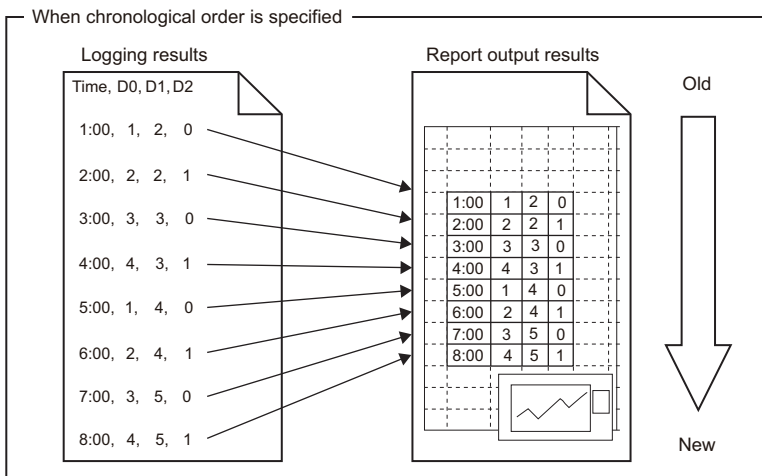 When chronological order is specified
Logging results
Time, D0, D1, D2
1:00, 1, 2, 0
2:00, 2, 2, 1
3:00, 3, 3, 0
4:00, 4, 3, 1
5:00, 1, 4, 0
6:00, 2, 4, 1
7:00, 3, 5, 0
8:00, 4, 5, 1
Report output results
1:00 1 2 0
2:00 2 2 1
3:00 3 3 0
4:00 4 3 1
5:00 1 4 0
6:00 2 4 1
7:00 3 5 0
8:00 4 5 1
Old
New